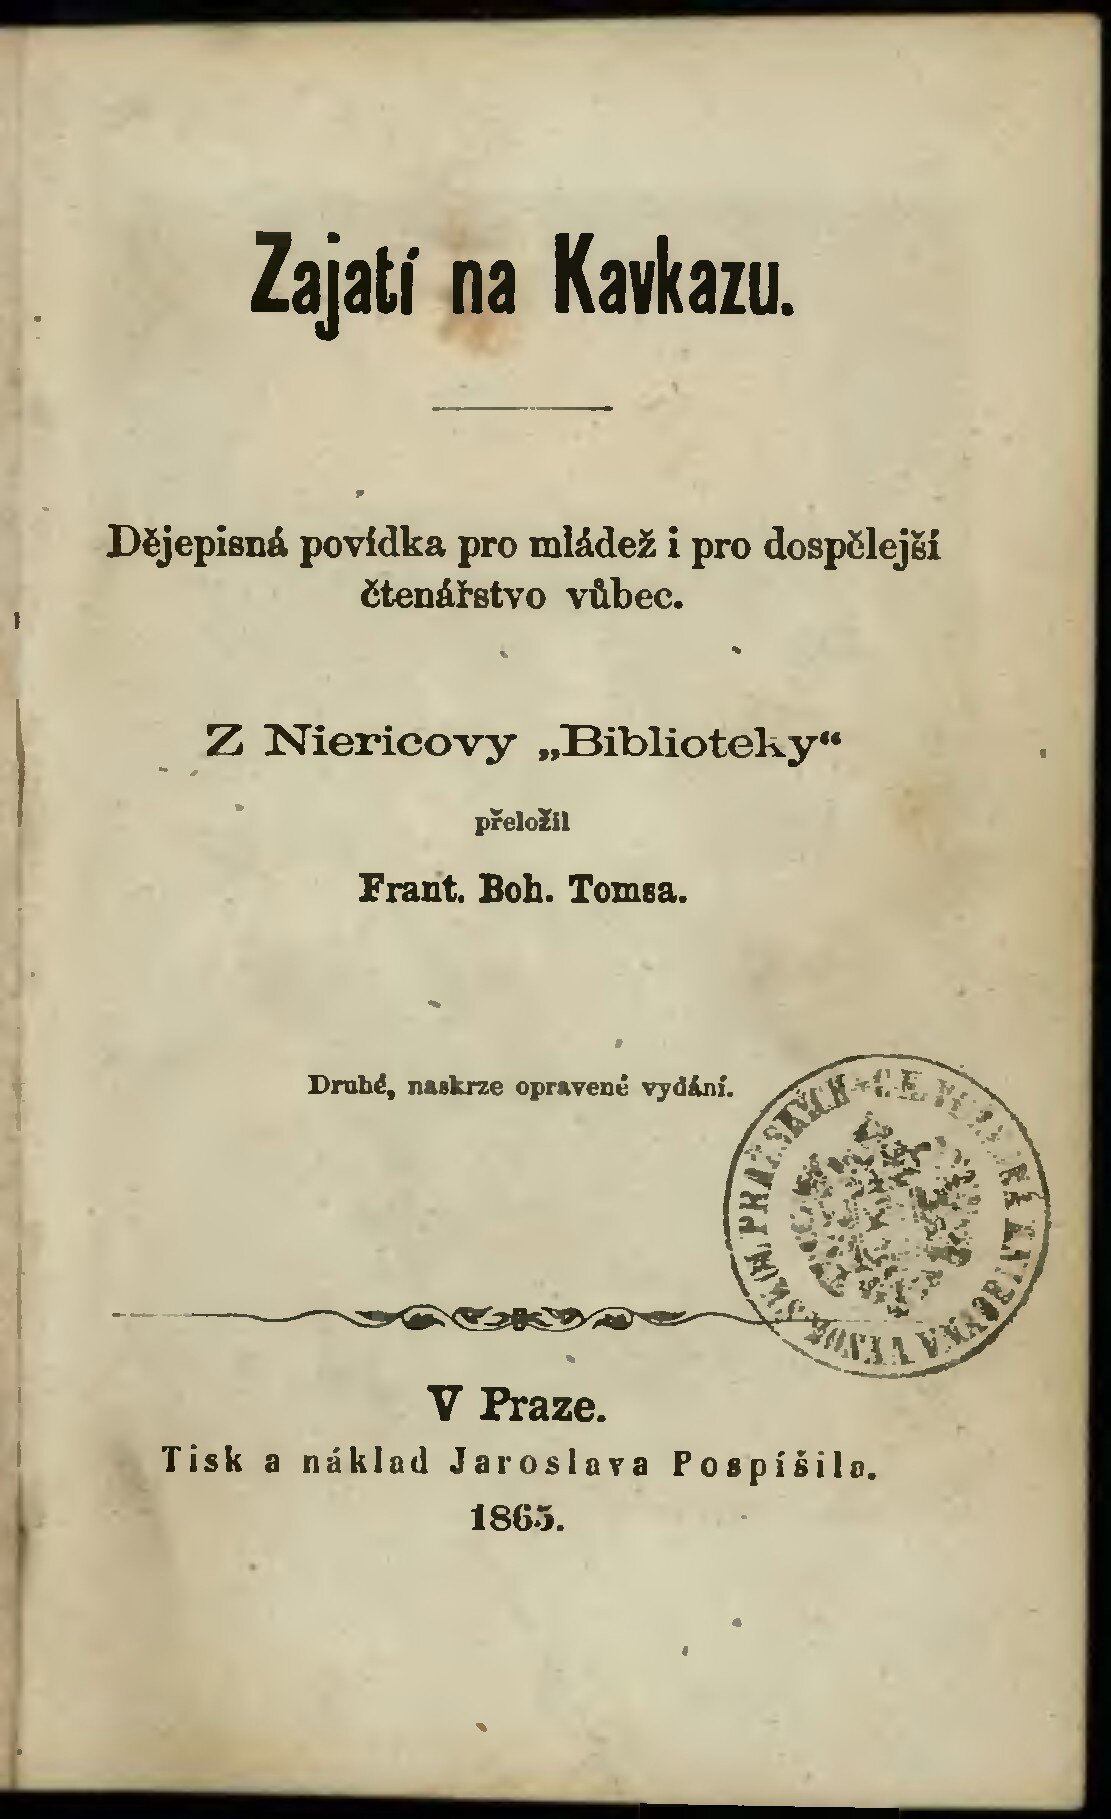 Zajatí na Kavkazu.
Dějepisná povídka pro mládež i pro dospělejší
čtenářstvo vůbec.
Z Niericovy „Biblioteky“
přeložil
Frant. Boh. Tomsa.
Druhé, naskrze opravené vydání.
V Praze.
Tisk a náklad Jaroslava Pospíšila.
1865.